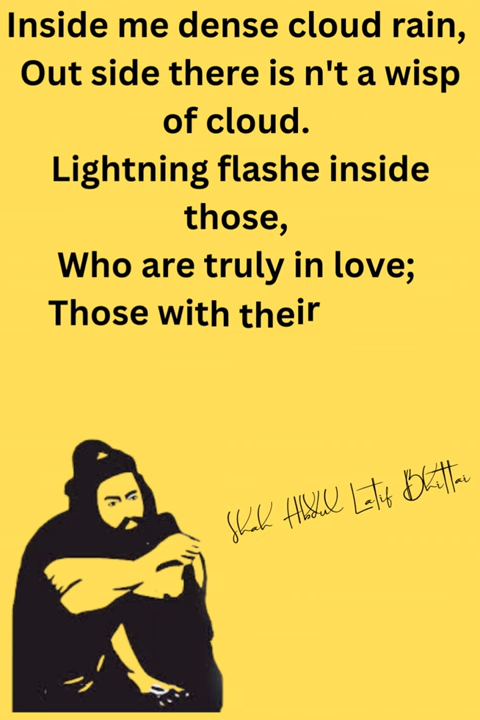 Inside me dense cloud rain,
Out side there is n't a wisp
of cloud.
Lightning flashe inside
those,
Who are truly in love;
Those with their
Shah Abdul Latif Bhittai